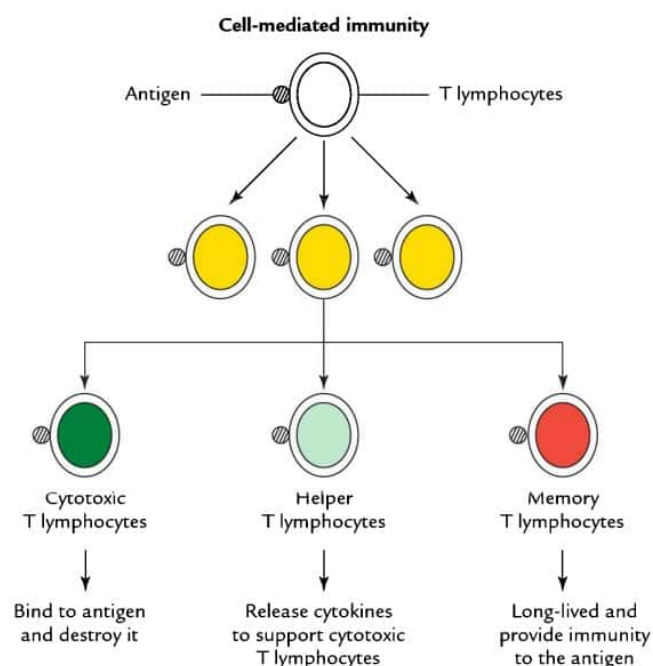 Cell-mediated immunity
Antigen
T lymphocytes
Cytotoxic
T lymphocytes
Helper
T lymphocytes
Memory
T lymphocytes
Bind to antigen
and destroy it
Release cytokines
to support cytotoxic
T lymphocytes
Long-lived and
provide immunity
to the antigen